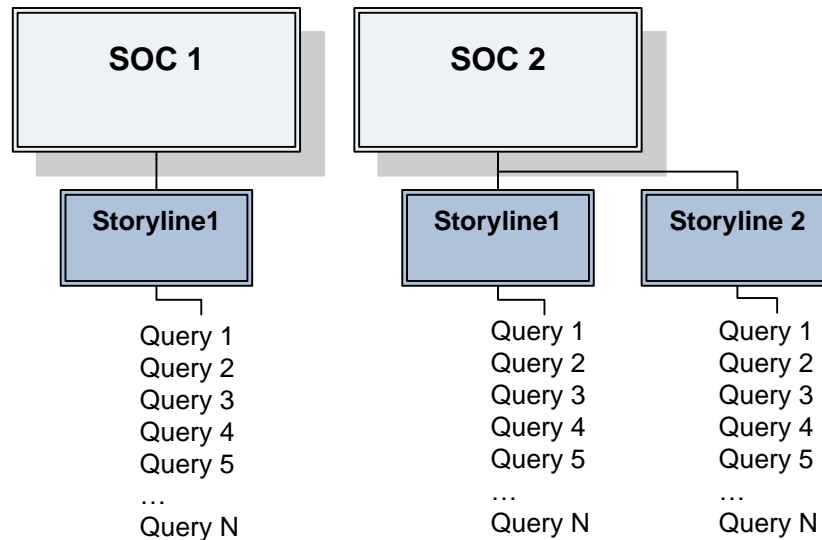 SOC 1
SOC 2
Storyline1
Storyline1
Storyline 2
Query 1
Query 2
Query 3
Query 4
Query 5
…
Query N
Query 1
Query 2
Query 3
Query 4
Query 5
…
Query N
Query 1
Query 2
Query 3
Query 4
Query 5
…
Query N